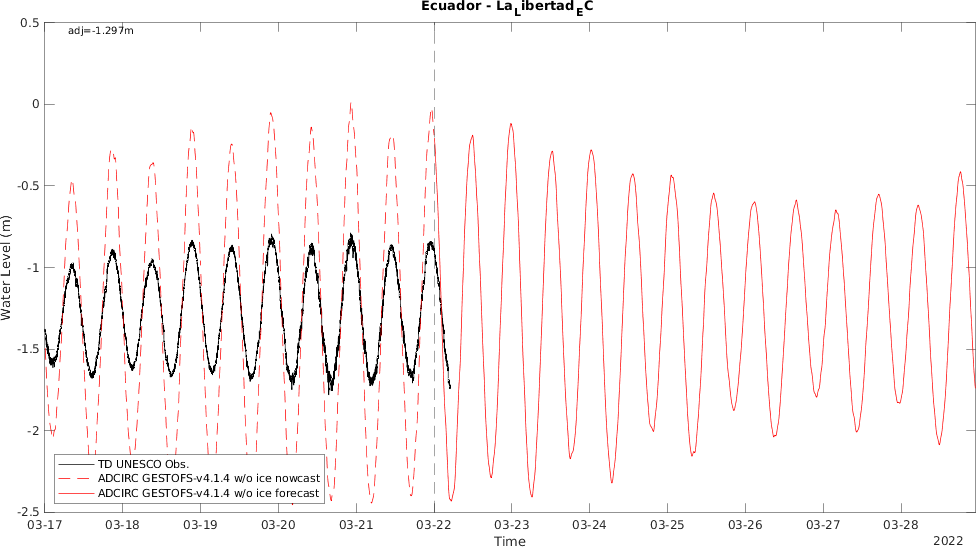 Ecuador - LaLibertadEC
adj=-1.297m
0.5
0
-0.5
-1
-1.5
-2
-2.5
Water Level (m)
TD UNESCO Obs.
ADCIRC GESTOFS-v4.1.4 w/o ice nowcast
ADCIRC GESTOFS-v4.1.4 w/o ice forecast
03-17 03-18 03-19 03-20 03-21 03-22 03-23 03-24 03-25 03-26 03-27 03-28
Time
2022